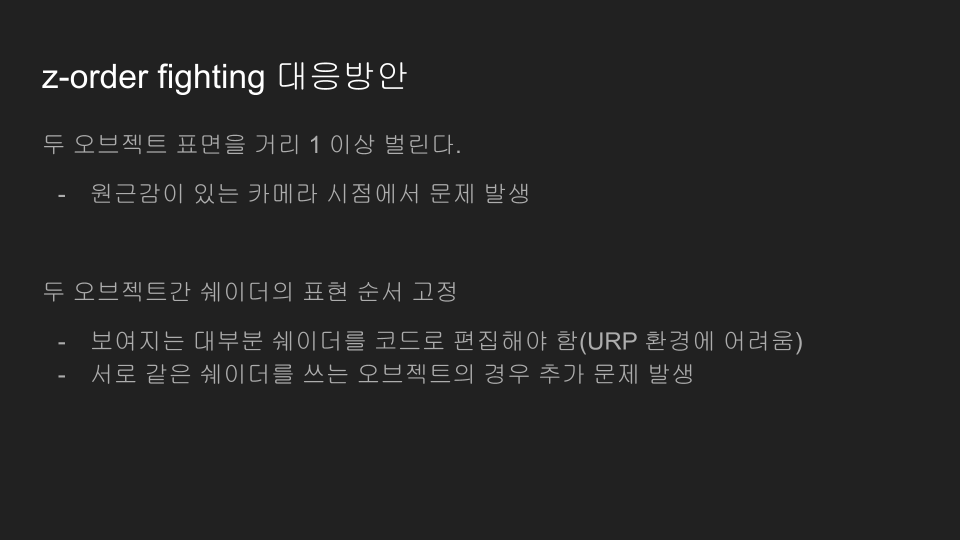 z-order fighting 대응방안
두 오브젝트 표면을 거리 1 이상 벌린다.
- 원근감이 있는 카메라 시점에서 문제 발생
두 오브젝트간 쉐이더의 표현 순서 고정
- 보여지는 대부분 쉐이더를 코드로 편집해야 함(URP 환경에 어려움)
- 서로 같은 쉐이더를 쓰는 오브젝트의 경우 추가 문제 발생